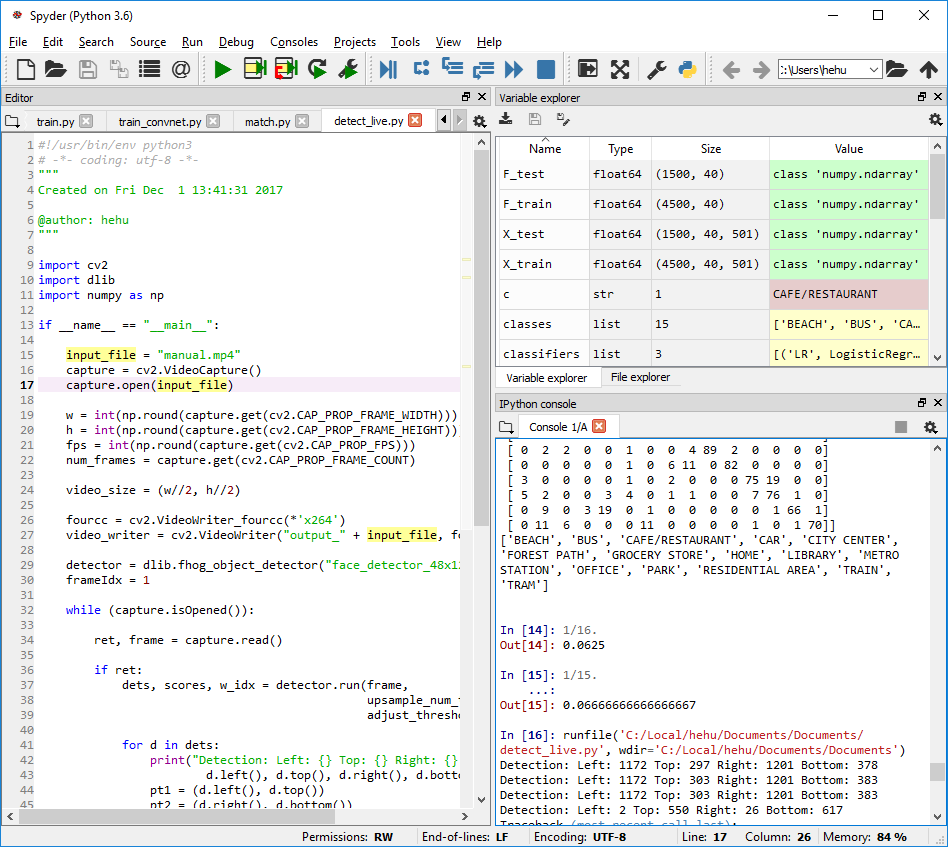 Spyder (Python 3.6)
File Edit Search Source Run Debug Consoles Projects Tools View Help
::\Users\hehu
Editor
train.py train_convnet.py match.py detect_live.py
1 #!/usr/bin/env python3
2 # -*- coding: utf-8 -*-
3 """
4 Created on Fri Dec  1 13:41:31 2017
5
6 @author: hehu
7 """
8
9 import cv2
10 import dlib
11 import numpy as np
12
13 if __name__ == "__main__":
14
15 input_file = "manual.mp4"
16 capture = cv2.VideoCapture()
17 capture.open(input_file)
18
19 w = int(np.round(capture.get(cv2.CAP_PROP_FRAME_WIDTH)))
20 h = int(np.round(capture.get(cv2.CAP_PROP_FRAME_HEIGHT))
21 fps = int(np.round(capture.get(cv2.CAP_PROP_FPS)))
22 num_frames = capture.get(cv2.CAP_PROP_FRAME_COUNT)
23
24 video_size = (w//2, h//2)
25
26 fourcc = cv2.VideoWriter_fourcc(*'x264')
27 video_writer = cv2.VideoWriter("output_" + input_file, fo
28
29 detector = dlib.fhog_object_detector("face_detector_48x12
30 frameIdx = 1
31
32 while (capture.isOpened()):
33
34 ret, frame = capture.read()
35
36 if ret:
37 dets, scores, w_idx = detector.run(frame,
38 upsample_num_
39 adjust_thresho
40
41 for d in dets:
42 print("Detection: Left: {} Top: {} Right: {}
43 d.left(), d.top(), d.right(), d.botto
44 pt1 = (d.left(), d.top())
45 pt2 = (d.right(), d.bottom())
Variable explorer
Name Type Size Value
F_test float64 (1500, 40) class 'numpy.ndarray'
F_train float64 (4500, 40) class 'numpy.ndarray'
X_test float64 (1500, 40, 501) class 'numpy.ndarray'
X_train float64 (4500, 40, 501) class 'numpy.ndarray'
c str 1 CAFE/RESTAURANT
classes list 15 ['BEACH', 'BUS', 'CA…
classifiers list 3 [('LR', LogisticRegr…
Variable explorer File explorer
IPython console
Console 1/A
[ 0  2  2  0  0  1  0  0  4 89  2  0  0  0  0]
[ 0  0  0  0  0  1  0  6 11  0 82  0  0  0  0]
[ 3  0  0  0  0  1  0  2  0  0  0 75 19  0  0]
[ 5  2  0  0  3  4  0  1  1  0  0  7 76  1  0]
[ 0  9  0  3 19  0  1  0  0  0  0  0  1 66  1]
[ 0 11  6  0  0  0 11  0  0  0  0  1  0  1 70]]
['BEACH', 'BUS', 'CAFE/RESTAURANT', 'CAR', 'CITY CENTER',
'FOREST PATH', 'GROCERY STORE', 'HOME', 'LIBRARY', 'METRO
STATION', 'OFFICE', 'PARK', 'RESIDENTIAL AREA', 'TRAIN',
'TRAM']
In [14]: 1/16.
Out[14]: 0.0625
In [15]: 1/15.
...:
Out[15]: 0.06666666666666667
In [16]: runfile('C:/Local/hehu/Documents/Documents/
detect_live.py', wdir='C:/Local/hehu/Documents/Documents')
Detection: Left: 1172 Top: 297 Right: 1201 Bottom: 378
Detection: Left: 1172 Top: 303 Right: 1201 Bottom: 383
Detection: Left: 1172 Top: 303 Right: 1201 Bottom: 383
Detection: Left: 2 Top: 550 Right: 26 Bottom: 617
Traceback (most recent call last):
Permissions: RW End-of-lines: LF Encoding: UTF-8 Line: 17 Column: 26 Memory: 84 %